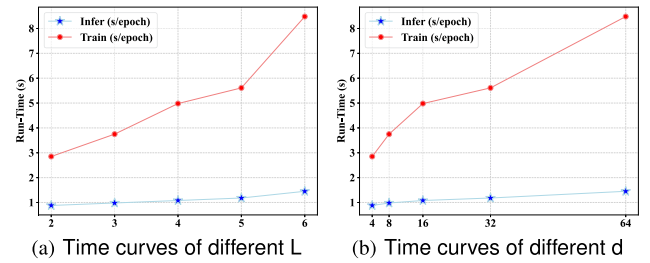 Infer (s/epoch)
Train (s/epoch)
Run-Time (s)
8
7
6
5
4
3
2
1
2 3 4 5 6
(a) Time curves of different L
Infer (s/epoch)
Train (s/epoch)
Run-Time (s)
8
7
6
5
4
3
2
1
4 8 16 32 64
(b) Time curves of different d